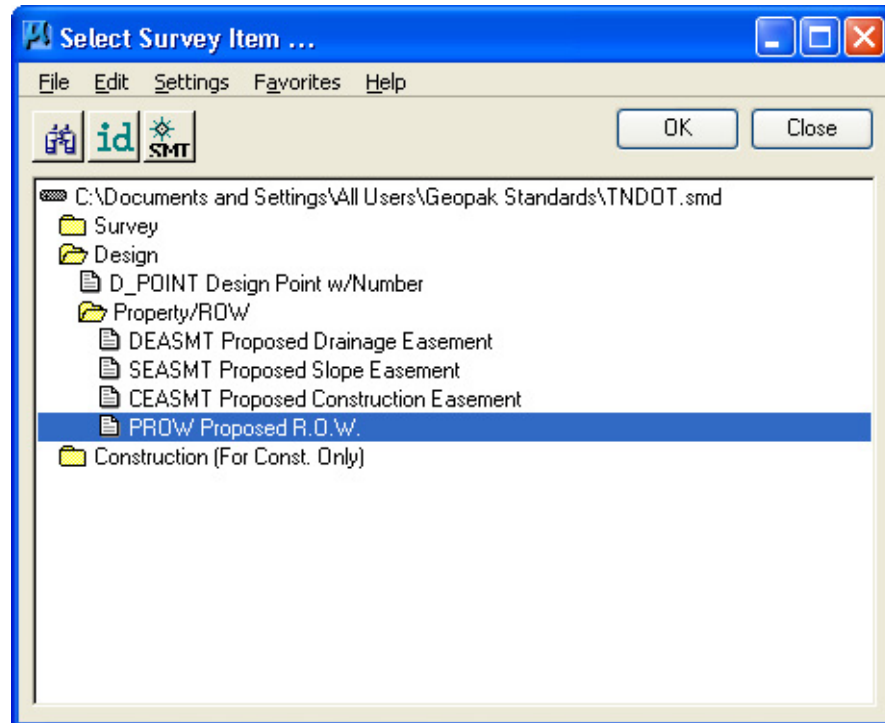 Select Survey Item ...
File Edit Settings Favorites Help
id SMT OK Close
C:\Documents and Settings\All Users\Geopak Standards\TNDOT.smd
Survey
Design
D_POINT Design Point w/Number
Property/ROW
DEASMT Proposed Drainage Easement
SEASMT Proposed Slope Easement
CEASMT Proposed Construction Easement
PROW Proposed R.O.W.
Construction (For Const. Only)